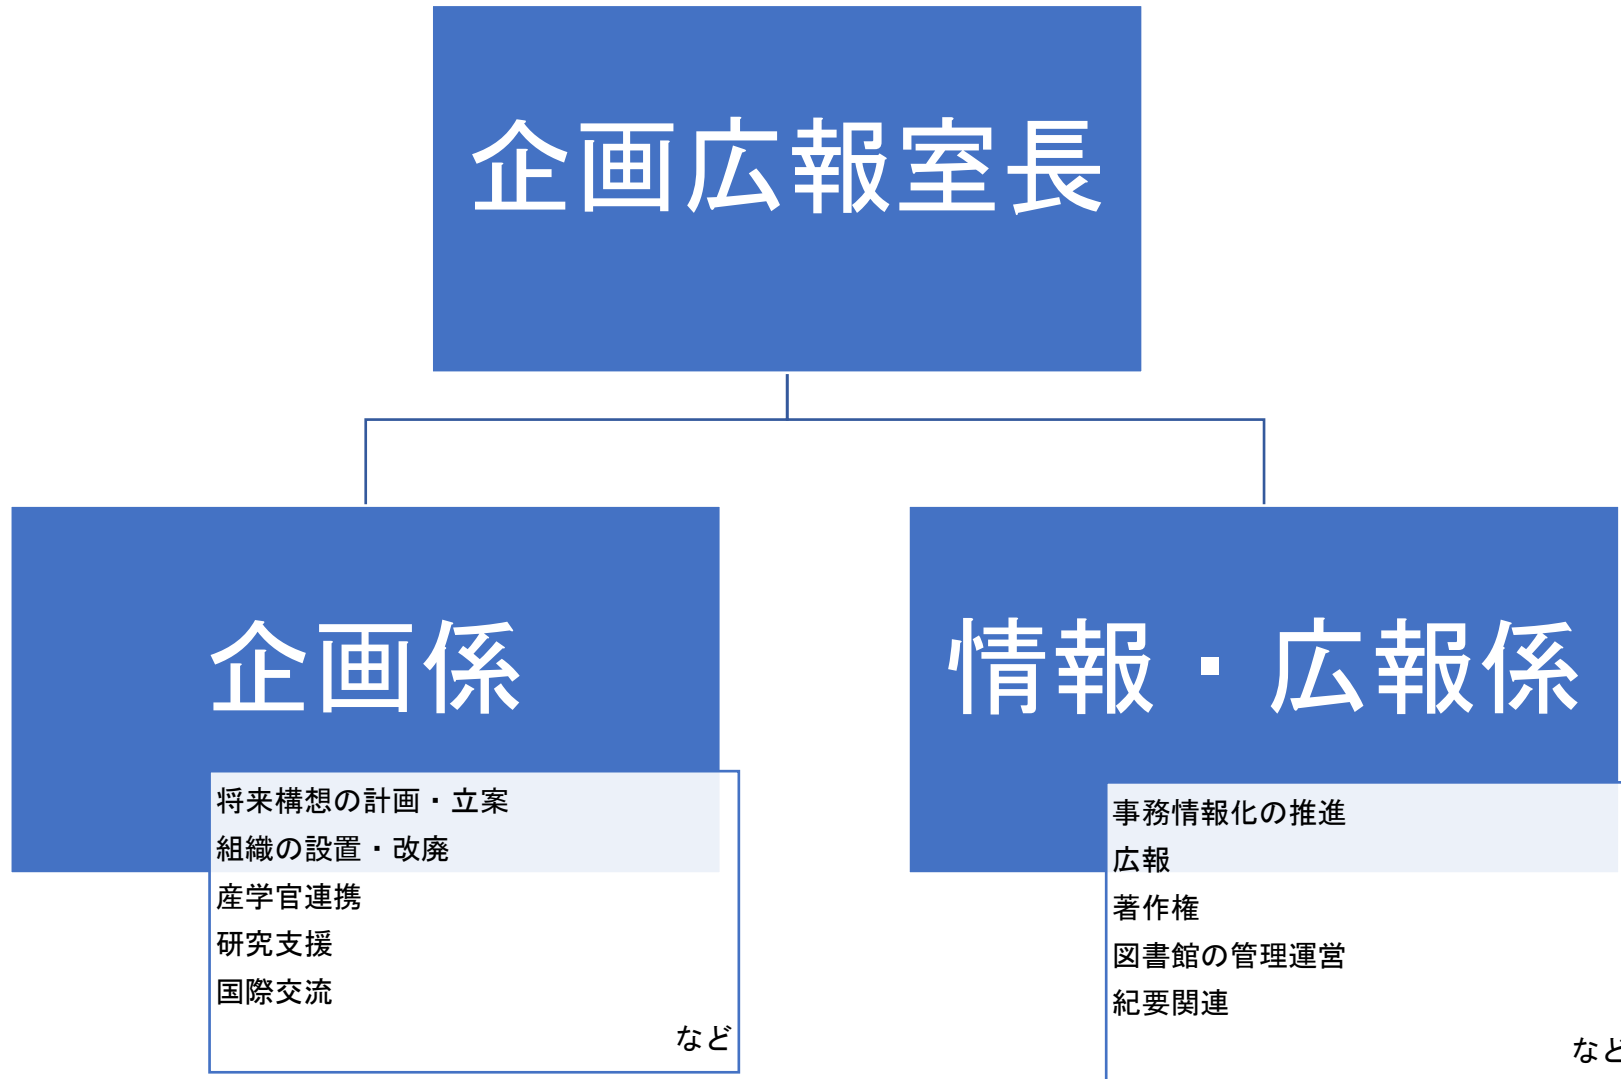 企画広報室長
企画係
将来構想の計画・立案
組織の設置・改廃
産学官連携
研究支援
国際交流
など
情報・広報係
事務情報化の推進
広報
著作権
図書館の管理運営
紀要関連
など